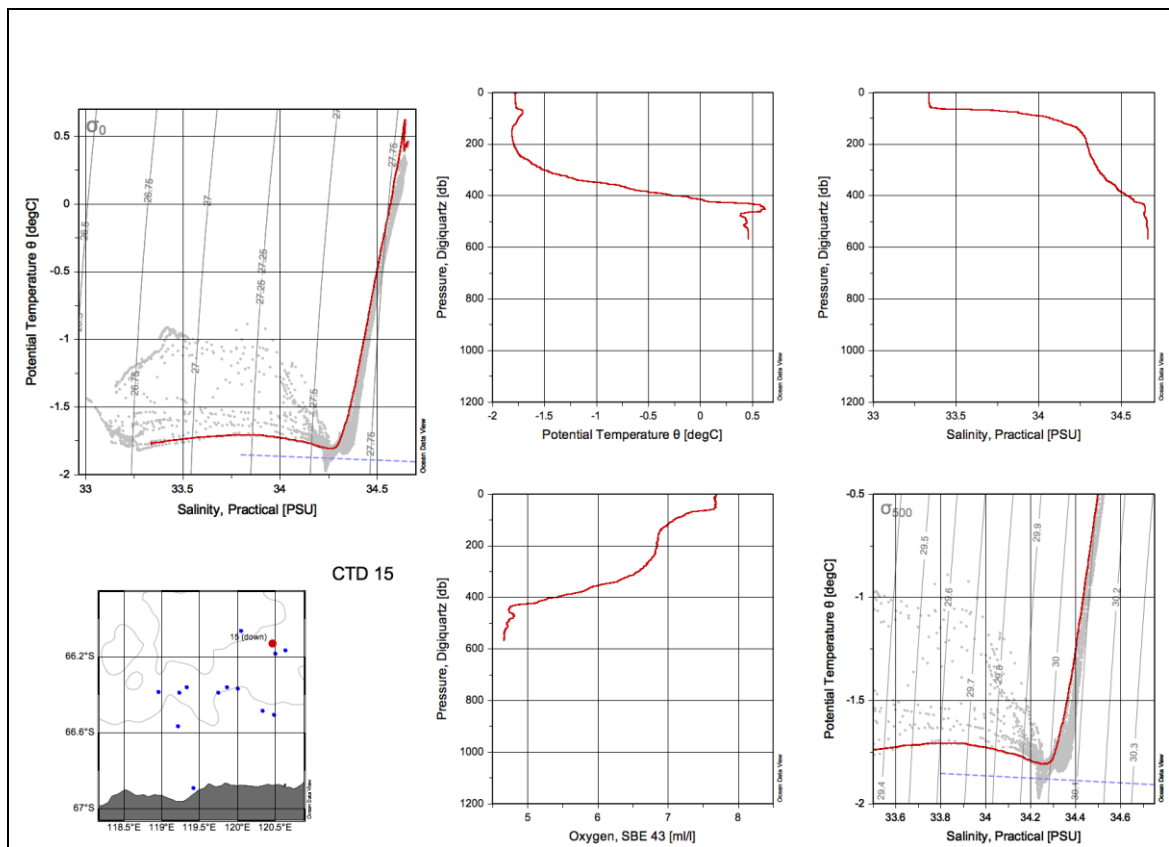 σ0
0.5
0
-0.5
-1
-1.5
-2
Potential Temperature θ [degC]
26.5
26.75
27
27.25
27
27.75
27.25
26.75
27
27.5
27.75
33
33.5
34
34.5
Salinity, Practical [PSU]
Ocean Data View
0
200
400
600
800
1000
1200
Pressure, Digiquartz [db]
-2
-1.5
-1
-0.5
0
0.5
Potential Temperature θ [degC]
Ocean Data View
0
200
400
600
800
1000
1200
Pressure, Digiquartz [db]
33
33.5
34
34.5
Salinity, Practical [PSU]
Ocean Data View
CTD 15
15 (down)
66.2°S
66.6°S
67°S
118.5°E
119°E
119.5°E
120°E
120.5°E
Ocean Data View
0
200
400
600
800
1000
1200
Pressure, Digiquartz [db]
5
6
7
8
Oxygen, SBE 43 [ml/l]
Ocean Data View
σ500
-0.5
-1
-1.5
-2
Potential Temperature θ [degC]
29.5
29.9
29.6
30.2
29.8
29.7
30
29.4
30.1
30.3
33.6
33.8
34
34.2
34.4
34.6
Salinity, Practical [PSU]
Ocean Data View